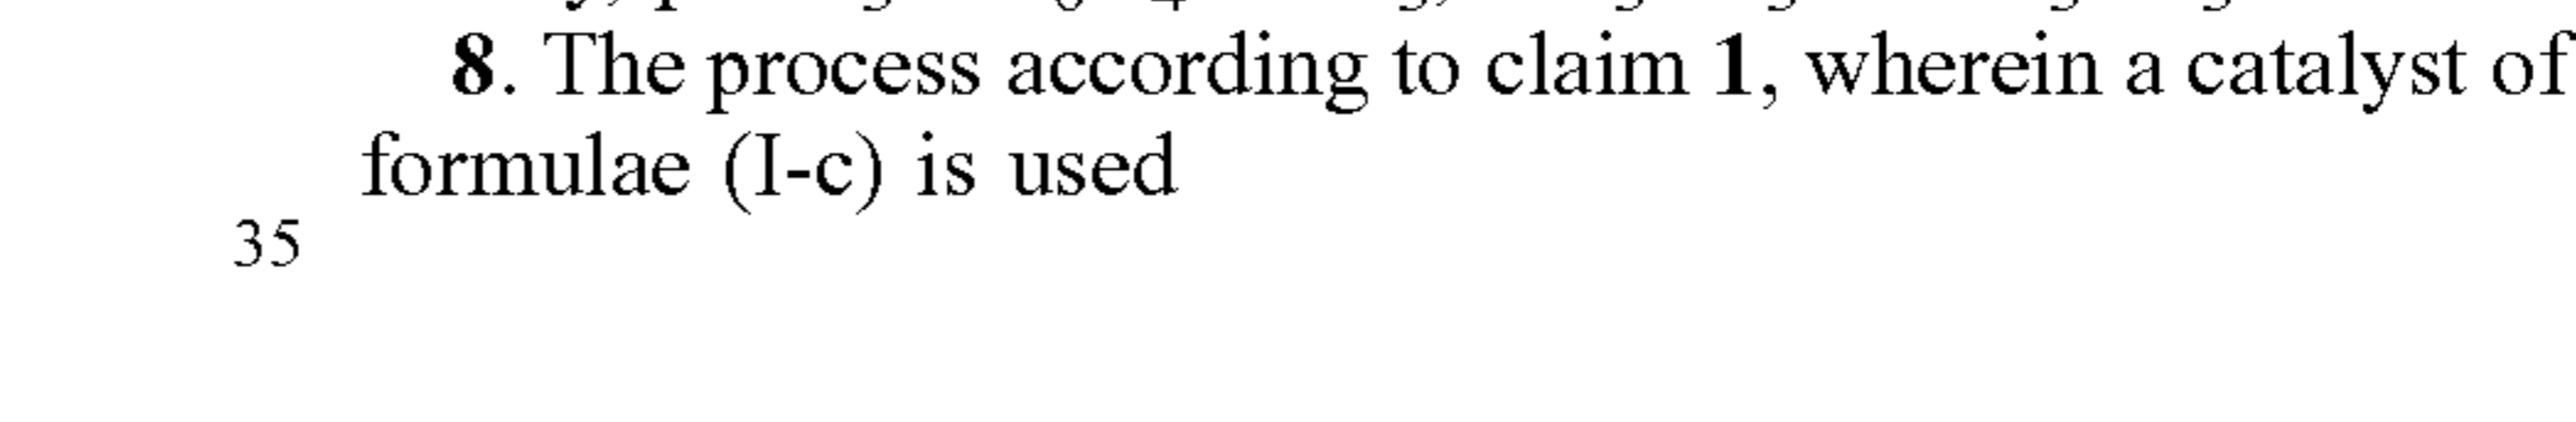 8. The process according to claim 1, wherein a catalyst of
formulae (I-c) is used
35